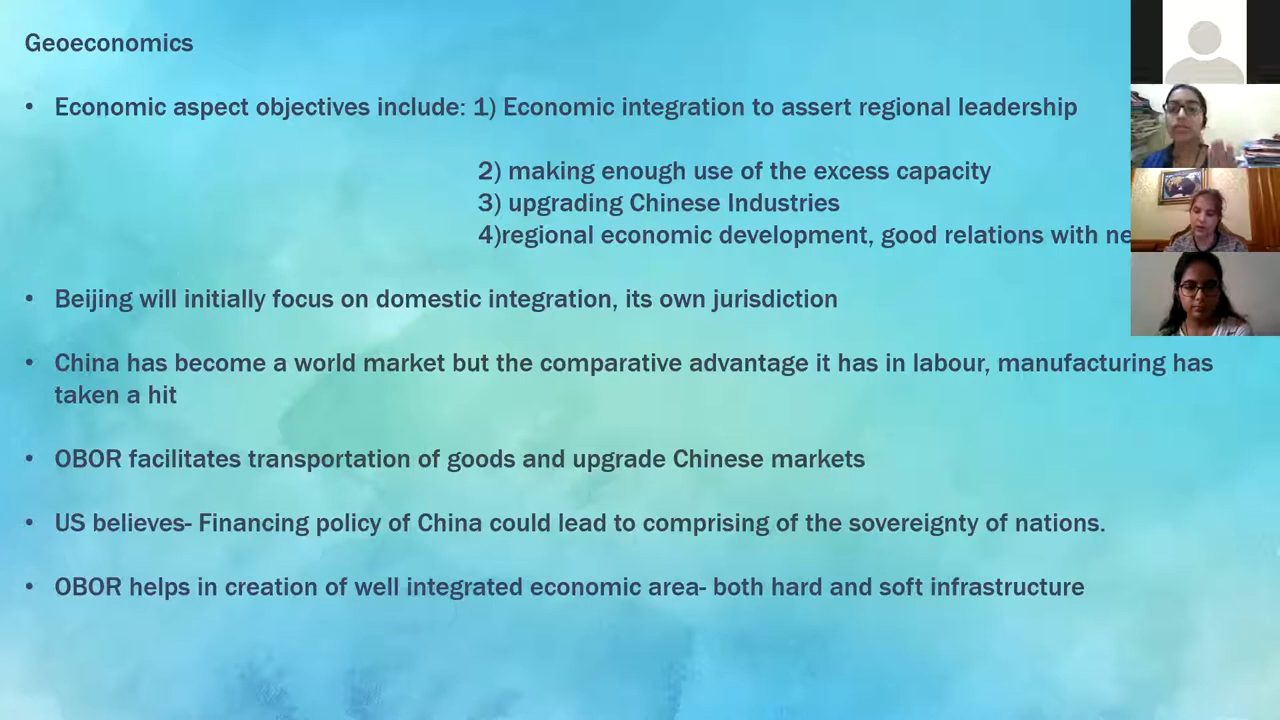 Geoeconomics
• Economic aspect objectives include: 1) Economic integration to assert regional leadership
2) making enough use of the excess capacity
3) upgrading Chinese Industries
4)regional economic development, good relations with
• Beijing will initially focus on domestic integration, its own jurisdiction
• China has become a world market but the comparative advantage it has in labour, manufacturing has
taken a hit
• OBOR facilitates transportation of goods and upgrade Chinese markets
• US believes- Financing policy of China could lead to comprising of the sovereignty of nations.
• OBOR helps in creation of well integrated economic area- both hard and soft infrastructure